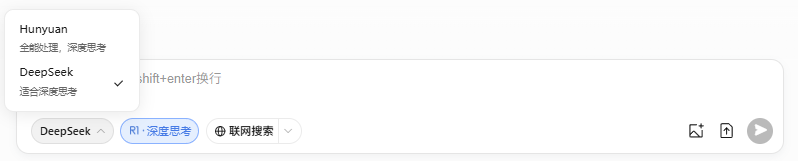 Hunyuan
全能处理，深度思考
DeepSeek
适合深度思考
shift+enter换行
DeepSeek
R1 · 深度思考
联网搜索